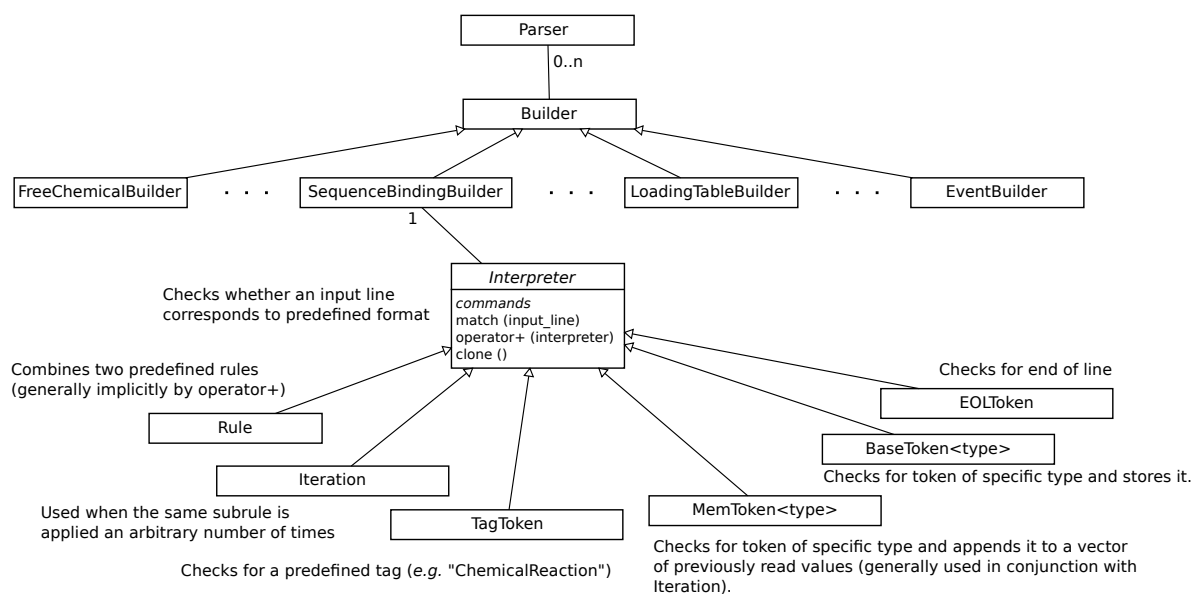 Parser
0..n
Builder
FreeChemicalBuilder
. . .
SequenceBindingBuilder
. . .
LoadingTableBuilder
. . .
EventBuilder
1
Interpreter
commands
match (input_line)
operator+ (interpreter)
clone ()
Checks whether an input line
corresponds to predefined format
Combines two predefined rules
(generally implicitly by operator+)
Rule
Checks for end of line
EOLToken
BaseToken<type>
Checks for token of specific type and stores it.
Iteration
Used when the same subrule is
applied an arbitrary number of times
TagToken
Checks for a predefined tag (e.g. "ChemicalReaction")
MemToken<type>
Checks for token of specific type and appends it to a vector
of previously read values (generally used in conjunction with
Iteration).